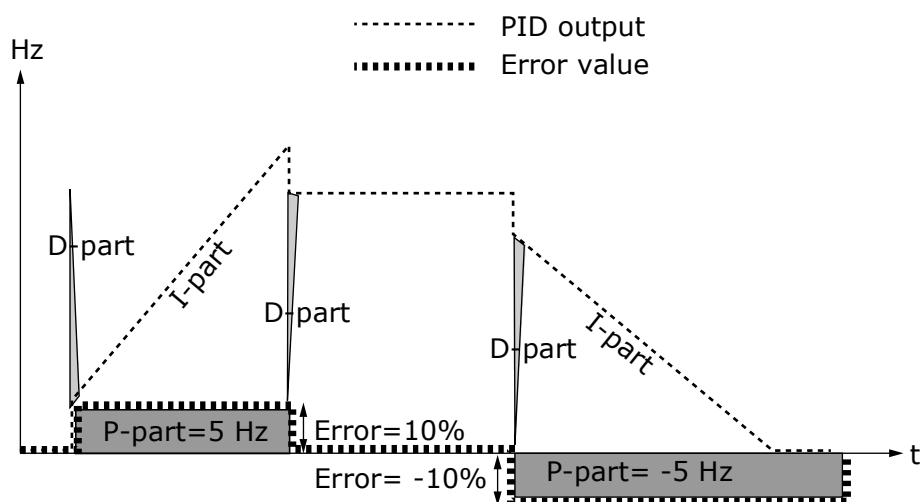 PID output
Error value
Hz
D-part
I-part
D-part
D-part
I-part
P-part=5 Hz
Error=10%
t
Error= -10%
P-part= -5 Hz